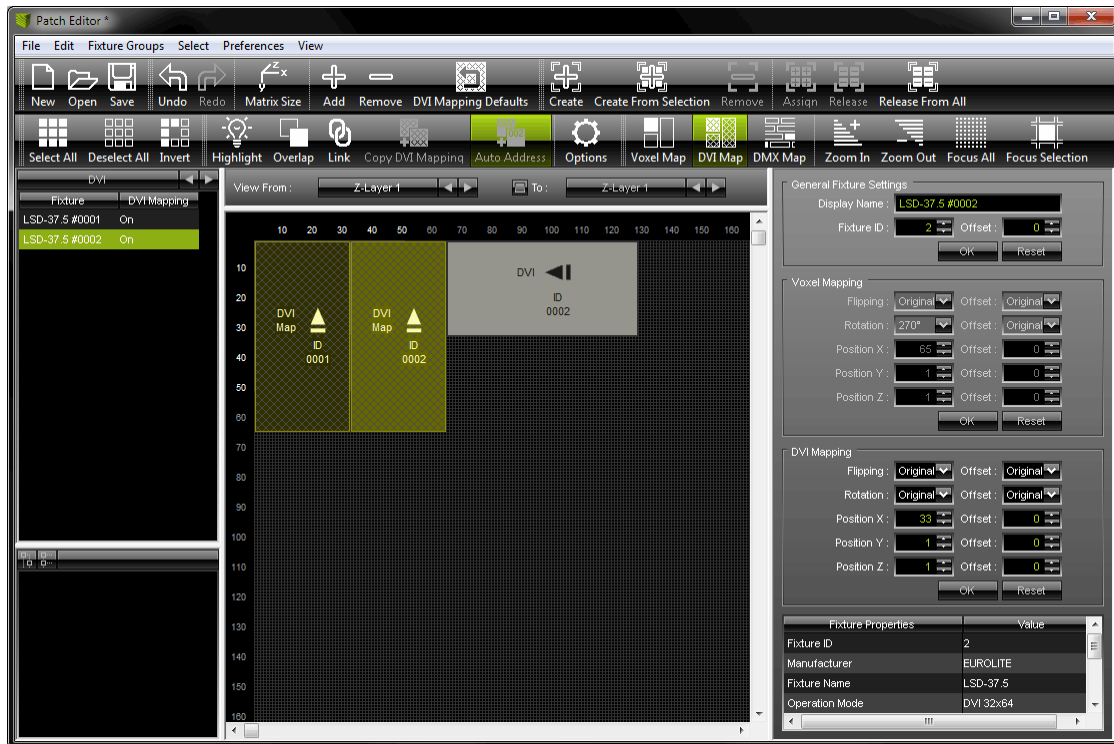 Patch Editor *
File Edit Fixture Groups Select Preferences View
New Open Save Undo Redo Matrix Size Add Remove DVI Mapping Defaults Create Create From Selection Remove Assign Release Release From All
Select All Deselect All Invert Highlight Overlap Link Copy DVI Mapping Auto Address Options Voxel Map DVI Map DMX Map Zoom In Zoom Out Focus All Focus Selection
DVI
Fixture DVI Mapping
LSD-37.5 #0001 On
LSD-37.5 #0002 On
View From : Z-Layer 1 To : Z-Layer 1
10 20 30 40 50 60 70 80 90 100 110 120 130 140 150 160
10
20
30
40
50
60
70
80
90
100
110
120
130
140
150
160
DVI Map
ID
0001
DVI Map
ID
0002
DVI
ID
0002
General Fixture Settings
Display Name : LSD-37.5 #0002
Fixture ID : 2 Offset : 0
OK Reset
Voxel Mapping
Flipping : Original Offset : Original
Rotation : 270° Offset : Original
Position X : 65 Offset : 0
Position Y : 1 Offset : 0
Position Z : 1 Offset : 0
OK Reset
DVI Mapping
Flipping : Original Offset : Original
Rotation : Original Offset : Original
Position X : 33 Offset : 0
Position Y : 1 Offset : 0
Position Z : 1 Offset : 0
OK Reset
Fixture Properties Value
Fixture ID 2
Manufacturer EUROLITE
Fixture Name LSD-37.5
Operation Mode DVI 32x64